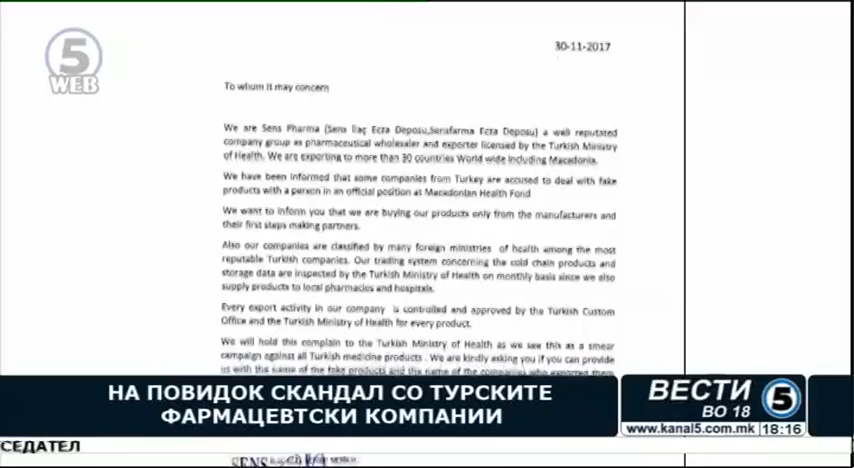 5
WEB
30-11-2017
To whom it may concern
We are Sens Pharma (Sens İlaç Ecza Deposu,Sensfarma Ecza Deposu) a well reputated
company group as pharmaceutical wholesaler and exporter licensed by the Turkish Ministry
of Health. We are exporting to more than 30 countries World wide including Macedonia.
We have been informed that some companies from Turkey are accused to deal with fake
products with a person in an official position at Macedonian Health Fond
We want to inform you that we are buying our products only from the manufacturers and
their first steps making partners.
Also our companies are classified by many foreign ministries of health among the most
reputable Turkish companies. Our trading system concerning the cold chain products and
storage data are inspected by the Turkish Ministry of Health on monthly basis since we also
supply products to local pharmacies and hospitals.
Every export activity in our company is controlled and approved by the Turkish Custom
Office and the Turkish Ministry of Health for every product.
We will hold this complain to the Turkish Ministry of Health as we see this as a smear
campaign against all Turkish medicine products . We are kindly asking you if you can provide
us with the name of the fake products and the name of the companies who exported them
НА ПОВИДОК СКАНДАЛ СО ТУРСКИТЕ
ФАРМАЦЕВТСКИ КОМПАНИИ
ВЕСТИ
ВО 18
5
www.kanal5.com.mk
18:16
СЕДАТЕЛ
SENS